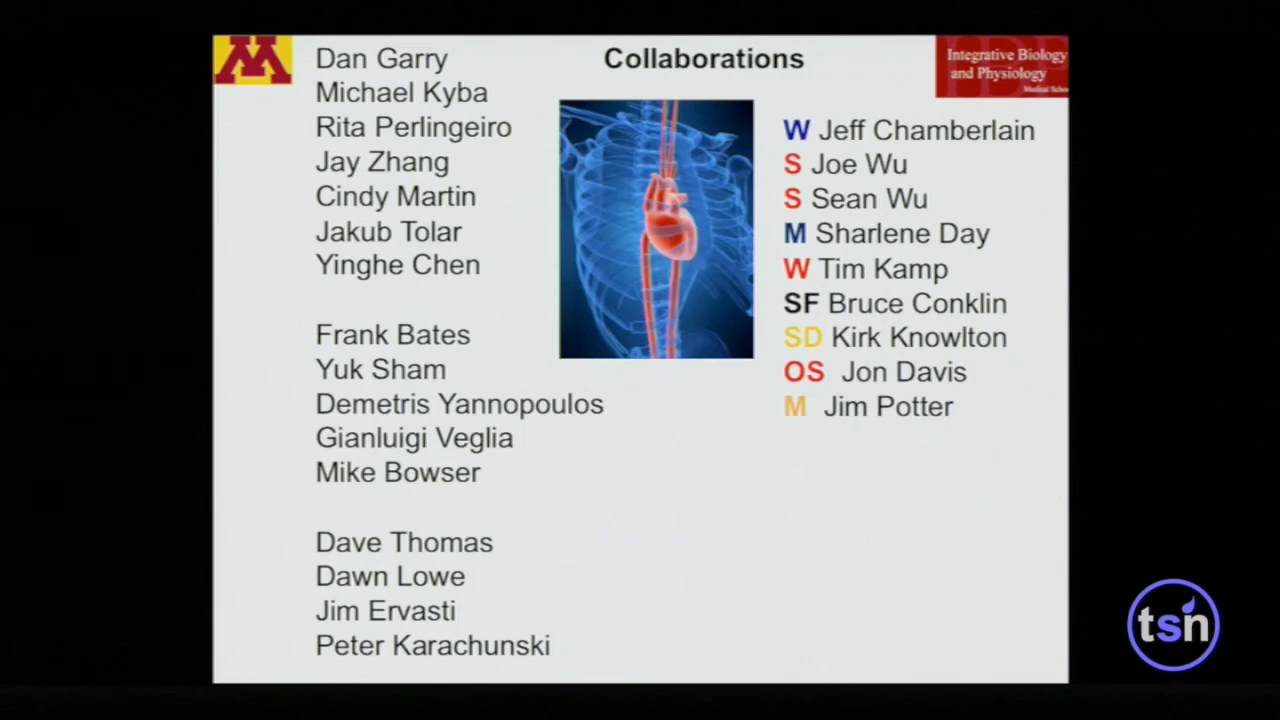 M
Dan Garry
Michael Kyba
Rita Perlingeiro
Jay Zhang
Cindy Martin
Jakub Tolar
Yinghe Chen
Frank Bates
Yuk Sham
Demetris Yannopoulos
Gianluigi Veglia
Mike Bowser
Dave Thomas
Dawn Lowe
Jim Ervasti
Peter Karachunski
Collaborations
Integrative Biology
and Physiology
Medical Schoo
W Jeff Chamberlain
S Joe Wu
S Sean Wu
M Sharlene Day
W Tim Kamp
SF Bruce Conklin
SD Kirk Knowlton
OS Jon Davis
M Jim Potter
tsn